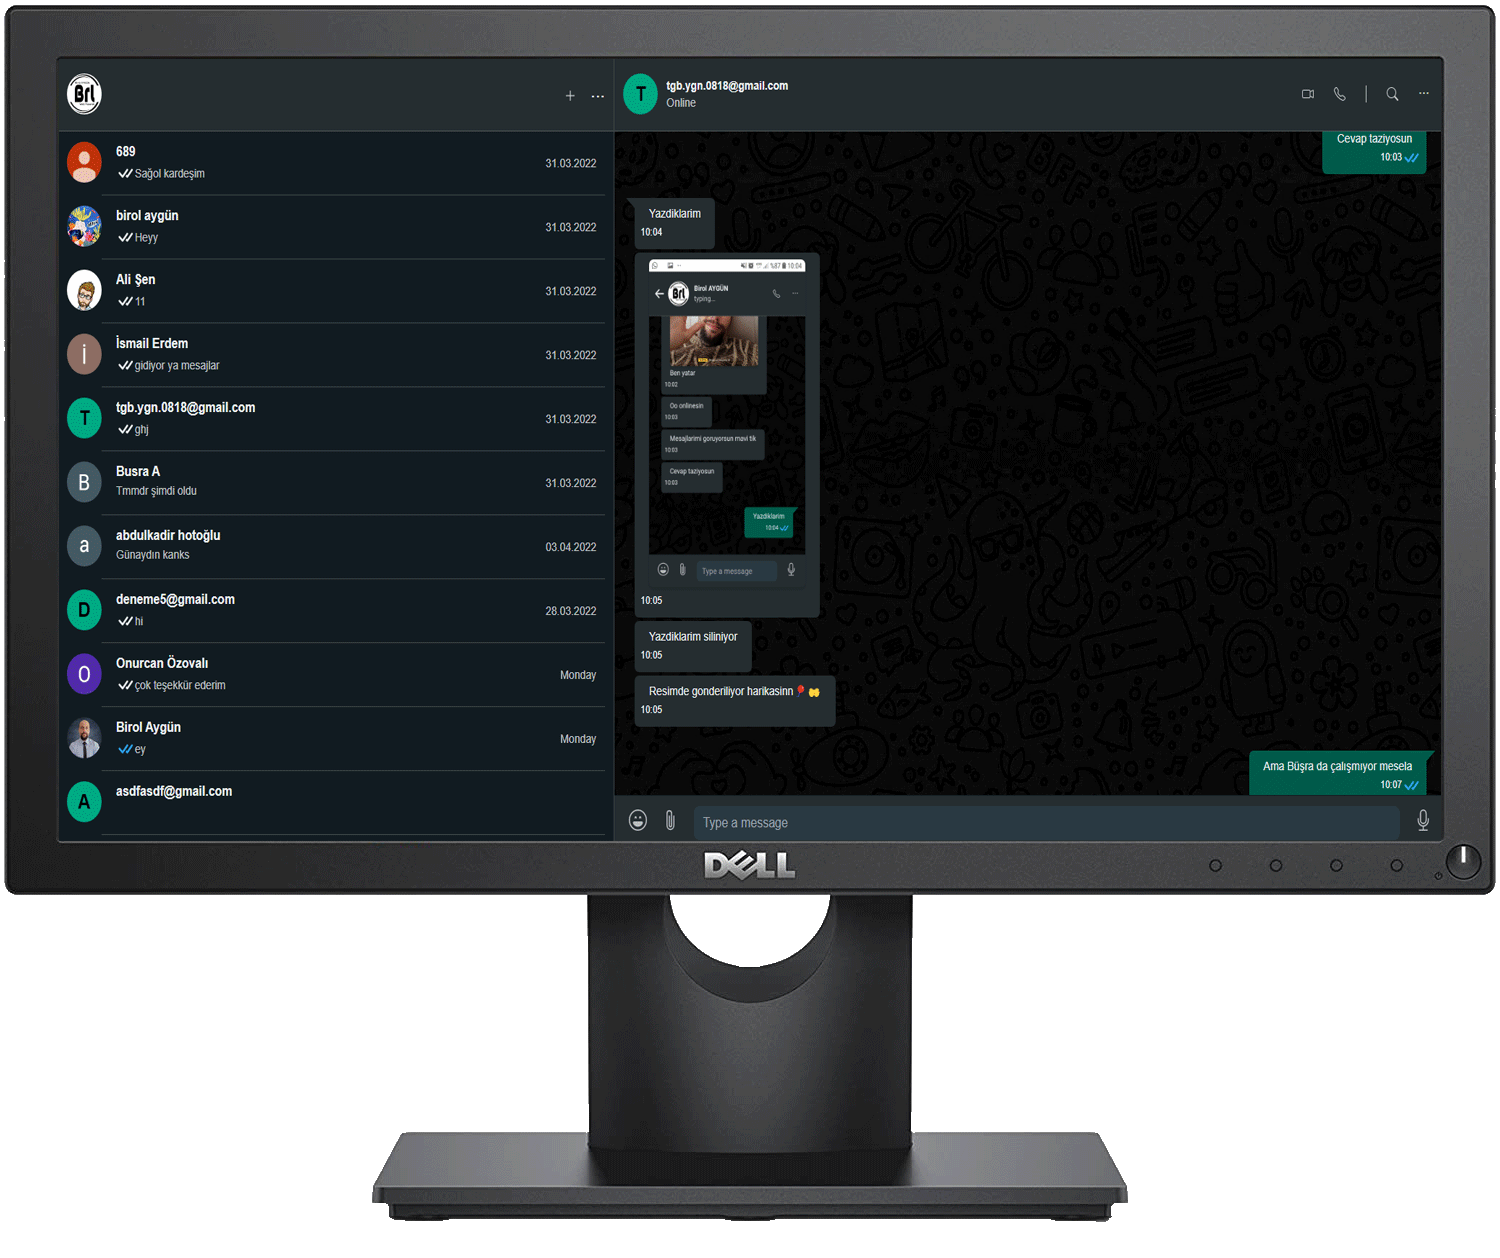 Brl
689
Sağol kardeşim
31.03.2022
birol aygün
Heyy
31.03.2022
Ali Şen
11
31.03.2022
İsmail Erdem
gidiyor ya mesajlar
31.03.2022
T
tgb.ygn.0818@gmail.com
ghj
31.03.2022
B
Busra A
Tmmdr şimdi oldu
31.03.2022
a
abdulkadir hotoğlu
Günaydın kanks
03.04.2022
D
deneme5@gmail.com
hi
28.03.2022
O
Onurcan Özovalı
çok teşekkür ederim
Monday
Birol Aygün
ey
Monday
A
asdfasdf@gmail.com
T
tgb.ygn.0818@gmail.com
Online
Cevap taziyosun
10:03
Yazdiklarim
10:04
%87 10:04
Brl
Birol AYGÜN
typing...
Ben yatar
10:02
Oo onlinesin
10:03
Mesajlarimi goruyorsun mavi tik
10:03
Cevap taziyosun
10:03
Yazdiklarim
10:04
Type a message
10:05
Yazdiklarim siliniyor
10:05
Resimde gonderiliyor harikasinn
10:05
Ama Büşra da çalışmıyor mesela
10:07
Type a message
DELL